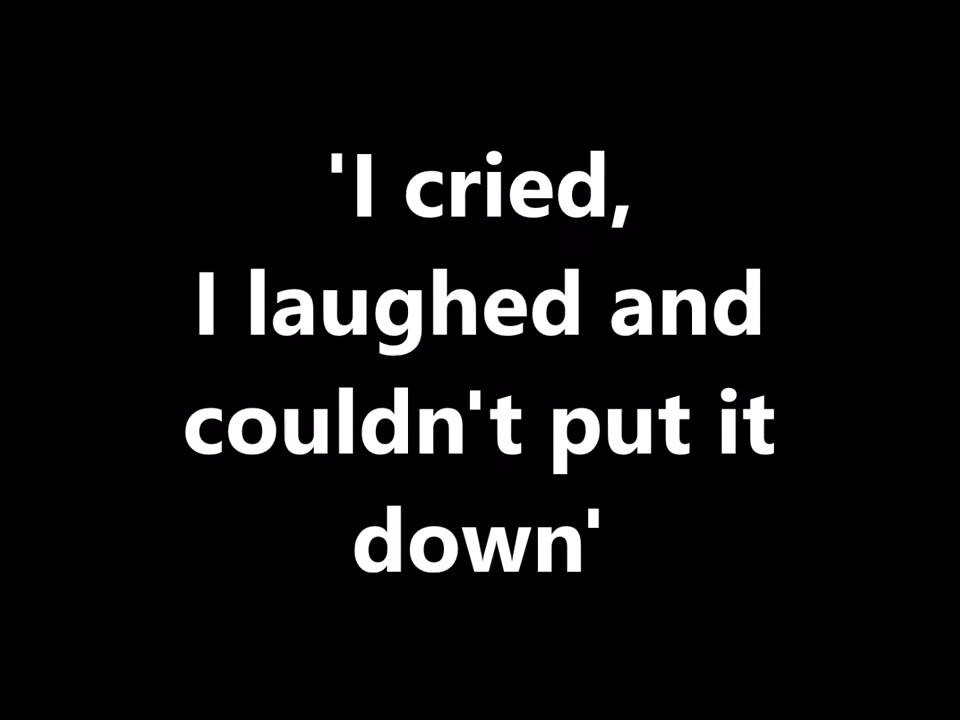 'I cried,
I laughed and
couldn't put it
down'